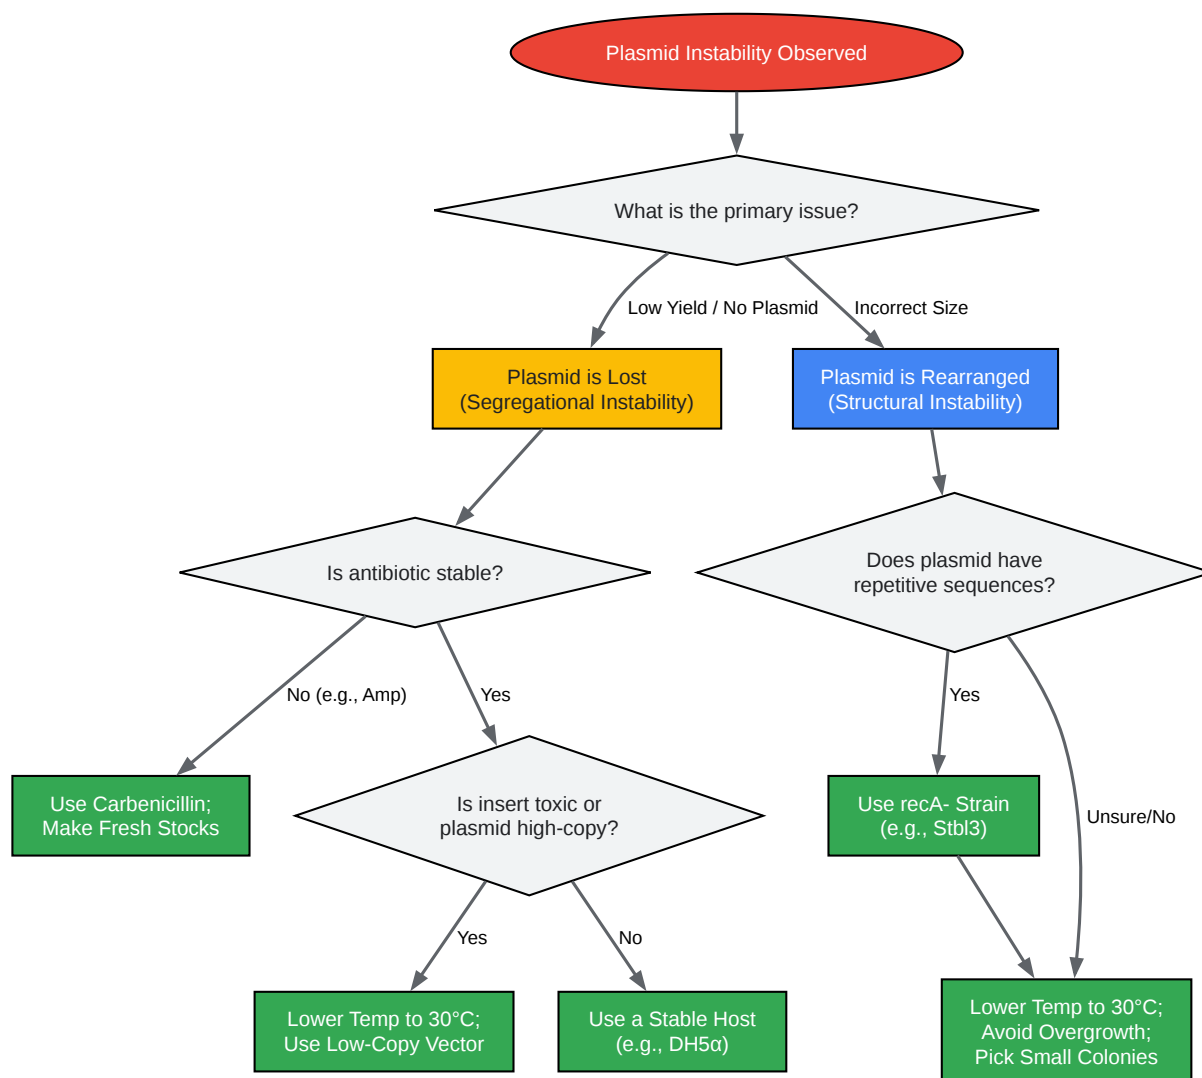 Plasmid Instability Observed
What is the primary issue?
Low Yield / No Plasmid
Incorrect Size
Plasmid is Lost
(Segregational Instability)
Plasmid is Rearranged
(Structural Instability)
Is antibiotic stable?
Does plasmid have
repetitive sequences?
No (e.g., Amp)
Yes
Yes
Use Carbenicillin;
Make Fresh Stocks
Is insert toxic or
plasmid high-copy?
Use recA- Strain
(e.g., Stbl3)
Unsure/No
Yes
No
Lower Temp to 30°C;
Use Low-Copy Vector
Use a Stable Host
(e.g., DH5α)
Lower Temp to 30°C;
Avoid Overgrowth;
Pick Small Colonies